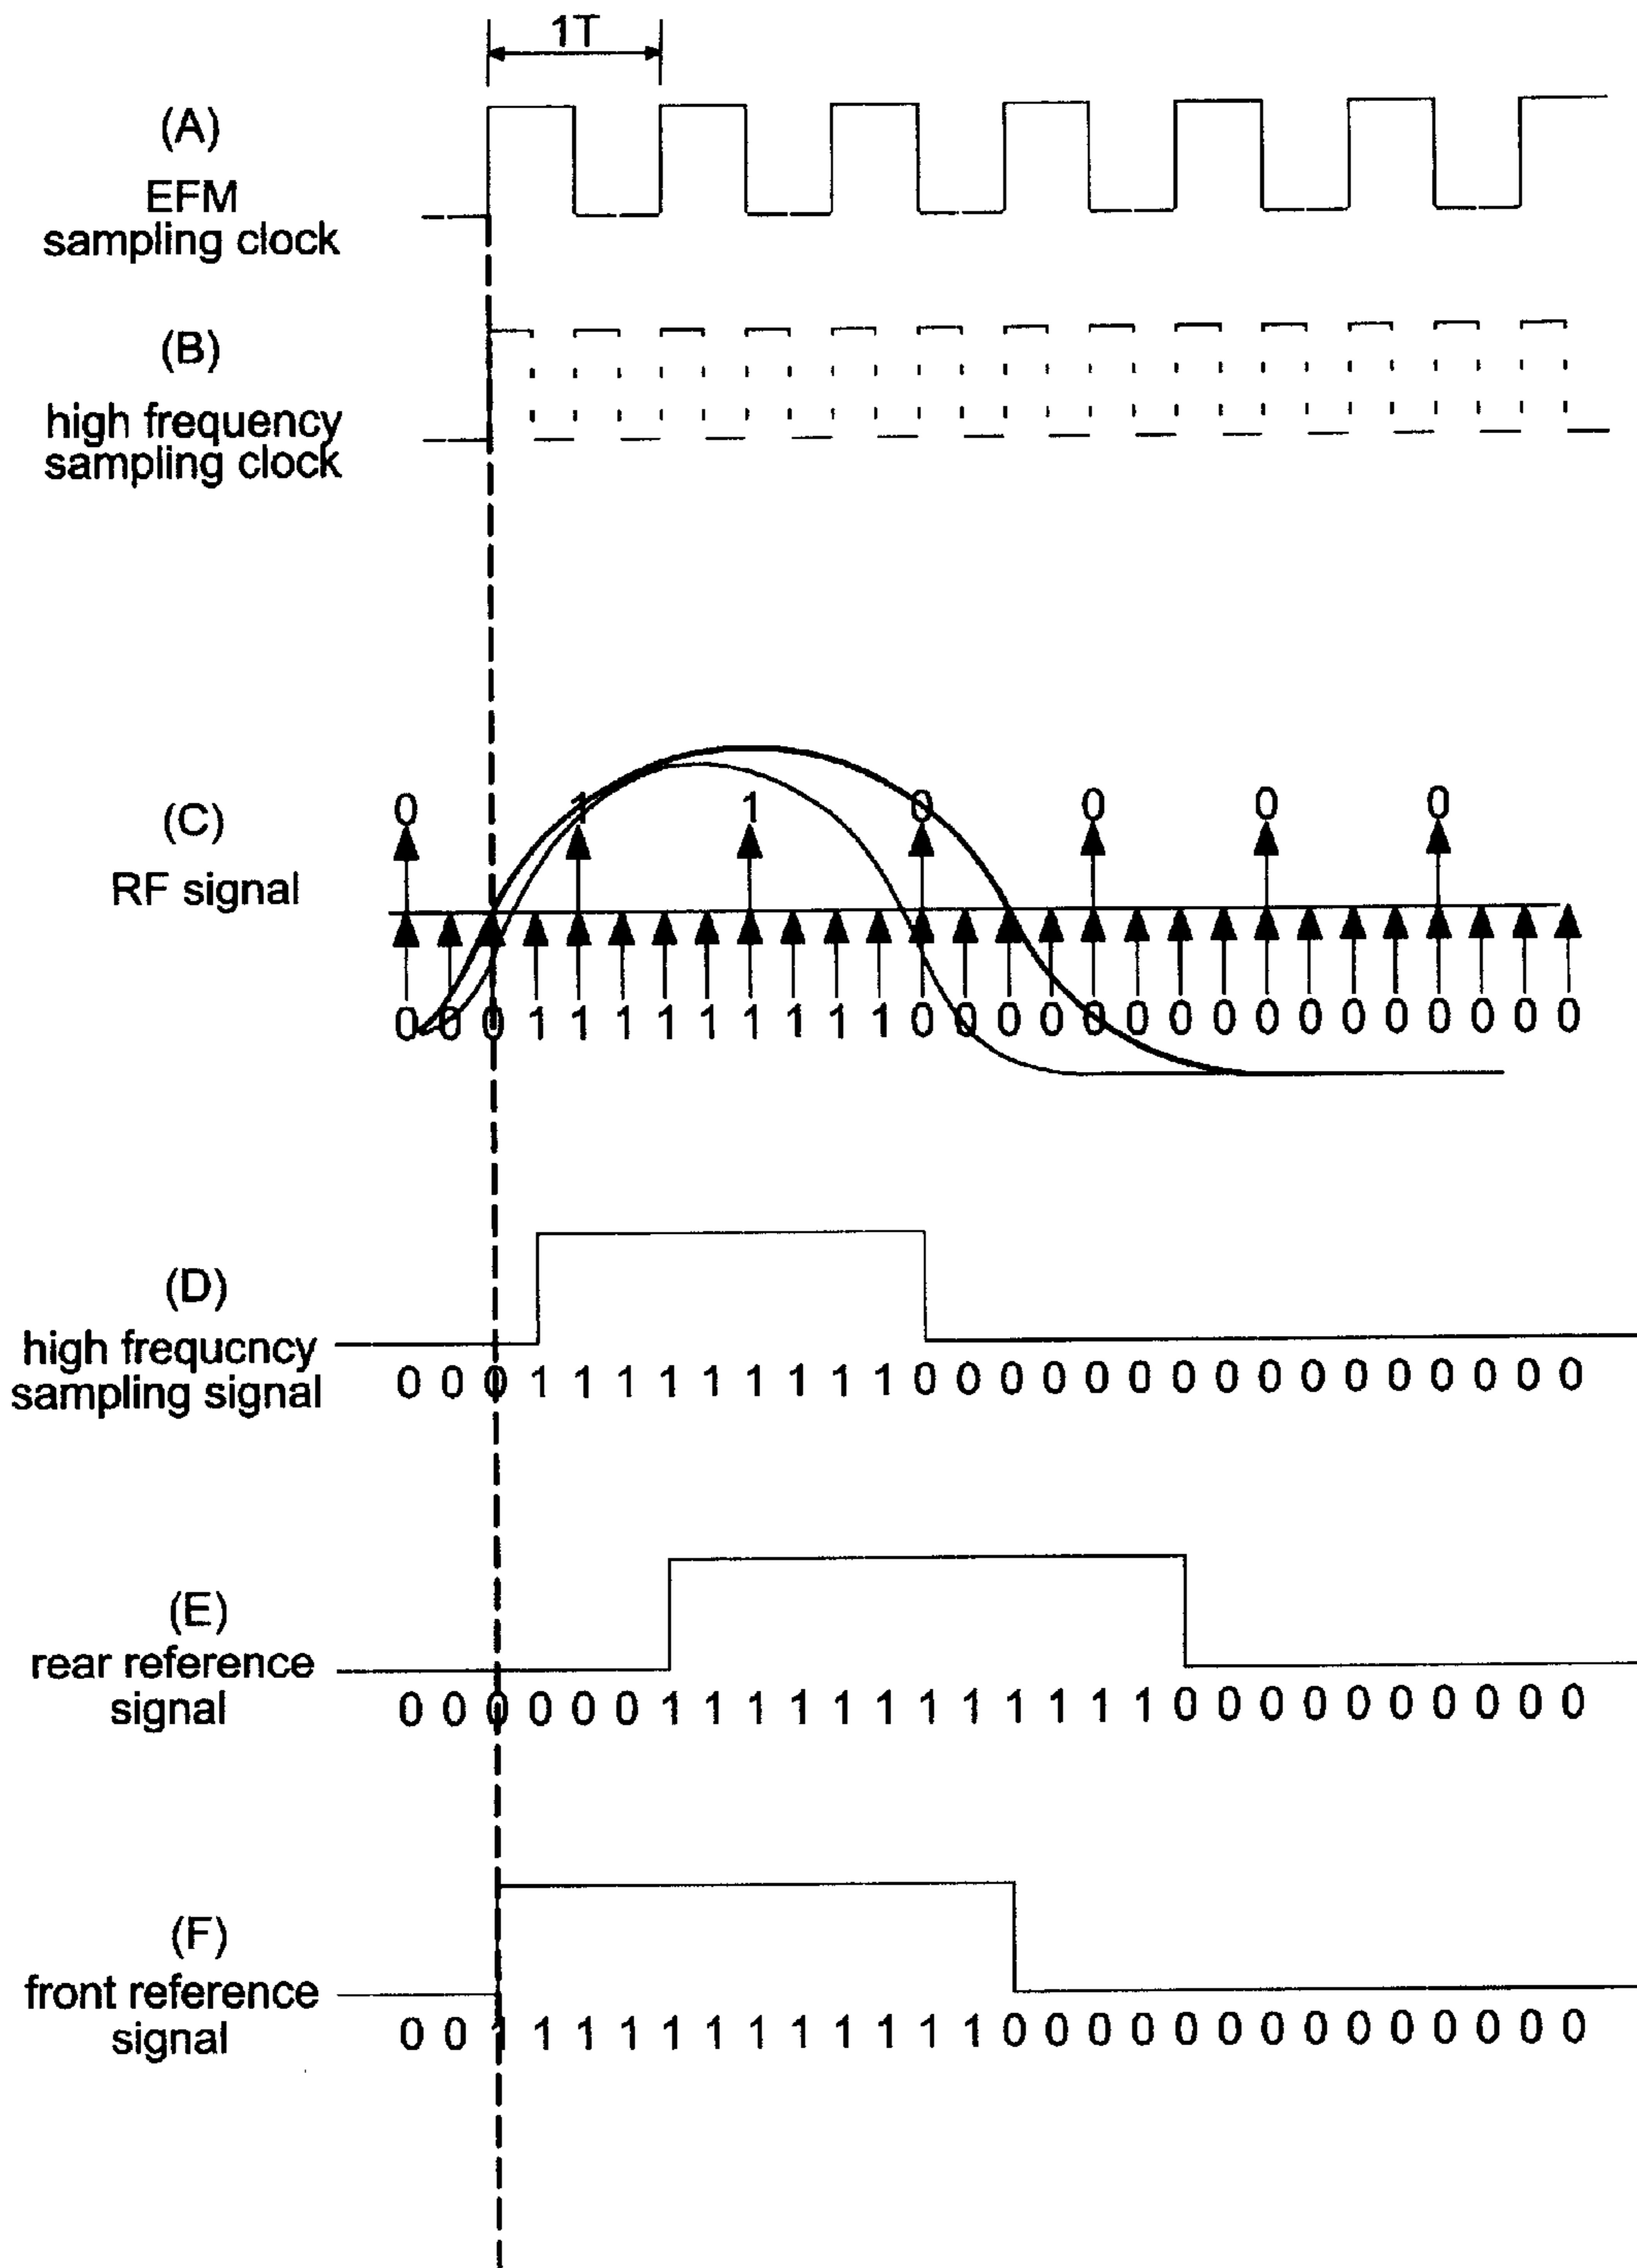 1T
(A)
EFM
sampling clock
(B)
high frequency
sampling clock
0 1 1 0 0 0 0
(C)
RF signal
0 0 0 1 1 1 1 1 1 1 1 1 0 0 0 0 0 0 0 0 0 0 0 0 0 0 0 0
(D)
high frequcncy
sampling signal
0 0 0 1 1 1 1 1 1 1 1 1 0 0 0 0 0 0 0 0 0 0 0 0 0 0 0 0
(E)
rear reference
signal
0 0 0 0 0 0 1 1 1 1 1 1 1 1 1 1 1 1 0 0 0 0 0 0 0 0 0 0
(F)
front reference
signal
0 0 1 1 1 1 1 1 1 1 1 1 1 1 0 0 0 0 0 0 0 0 0 0 0 0 0 0